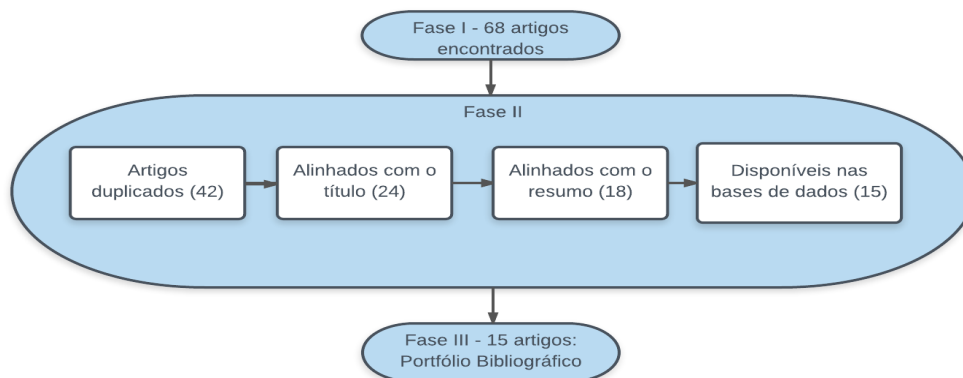 Fase I - 68 artigos
encontrados
Fase II
Artigos
duplicados (42)
Alinhados com o
título (24)
Alinhados com o
resumo (18)
Disponíveis nas
bases de dados (15)
Fase III - 15 artigos:
Portfólio Bibliográfico